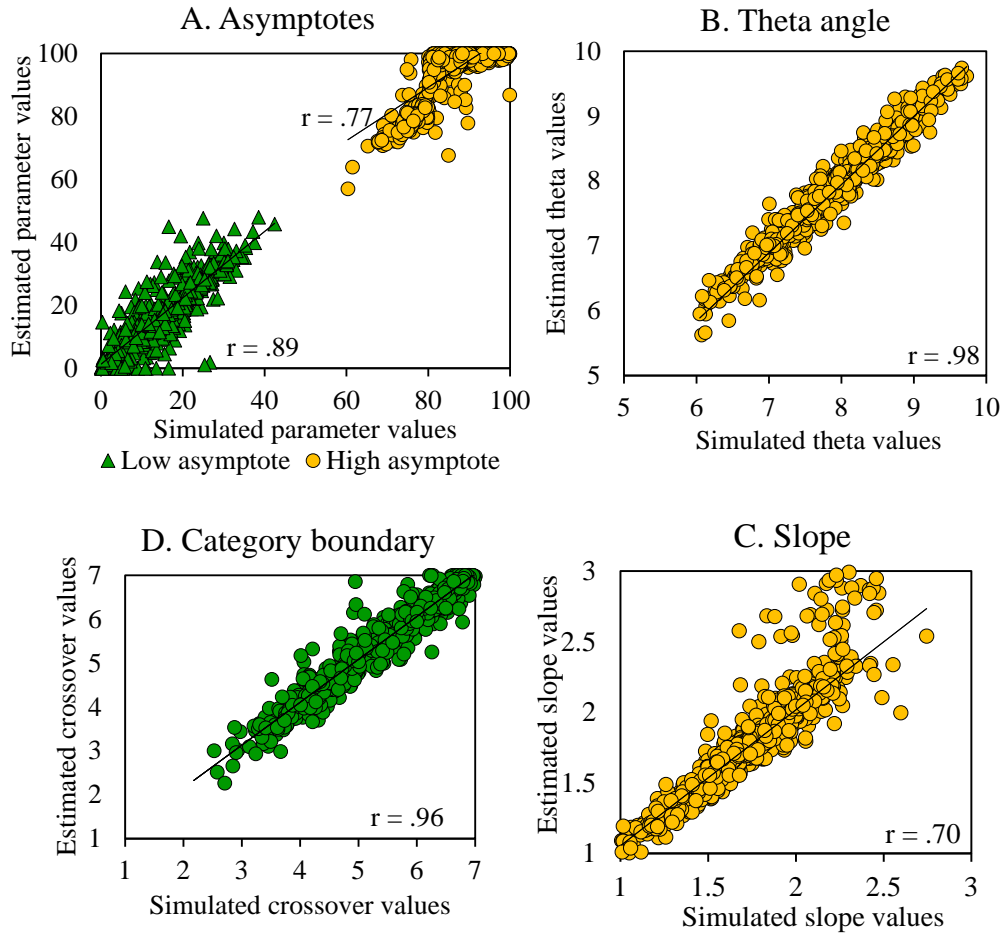 A. Asymptotes
100
80
60
40
20
0
0 20 40 60 80 100
Estimated parameter values
Simulated parameter values
r = .77
r = .89
Low asymptote High asymptote
B. Theta angle
10
9
8
7
6
5
5 6 7 8 9 10
Estimated theta values
Simulated theta values
r = .98
D. Category boundary
7
6
5
4
3
2
1
1 2 3 4 5 6 7
Estimated crossover values
Simulated crossover values
r = .96
C. Slope
3
2.5
2
1.5
1
1 1.5 2 2.5 3
Estimated slope values
Simulated slope values
r = .70